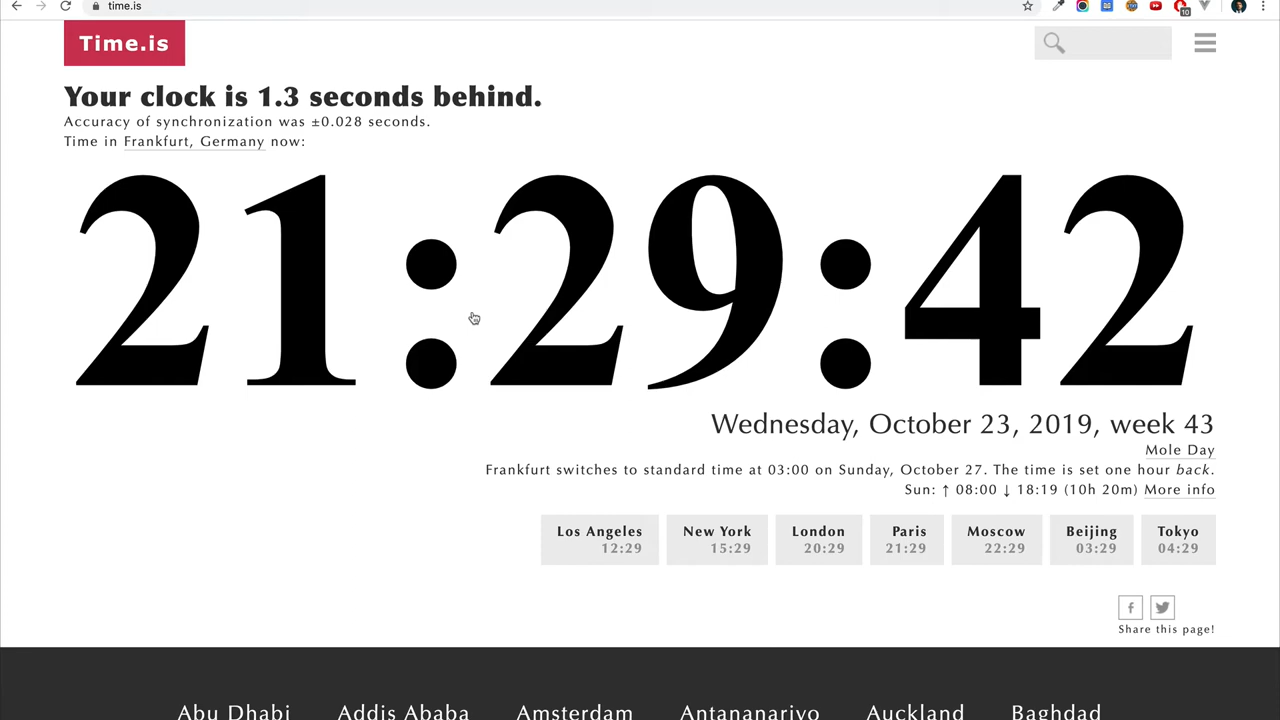 time.is
10
Time.is
Your clock is 1.3 seconds behind.
Accuracy of synchronization was ±0.028 seconds.
Time in Frankfurt, Germany now:
21:29:42
Wednesday, October 23, 2019, week 43
Mole Day
Frankfurt switches to standard time at 03:00 on Sunday, October 27. The time is set one hour back.
Sun: ↑ 08:00 ↓ 18:19 (10h 20m) More info
Los Angeles New York London Paris Moscow Beijing Tokyo
12:29 15:29 20:29 21:29 22:29 03:29 04:29
Share this page!
Abu Dhabi Addis Ababa Amsterdam Antananarivo Auckland Baghdad